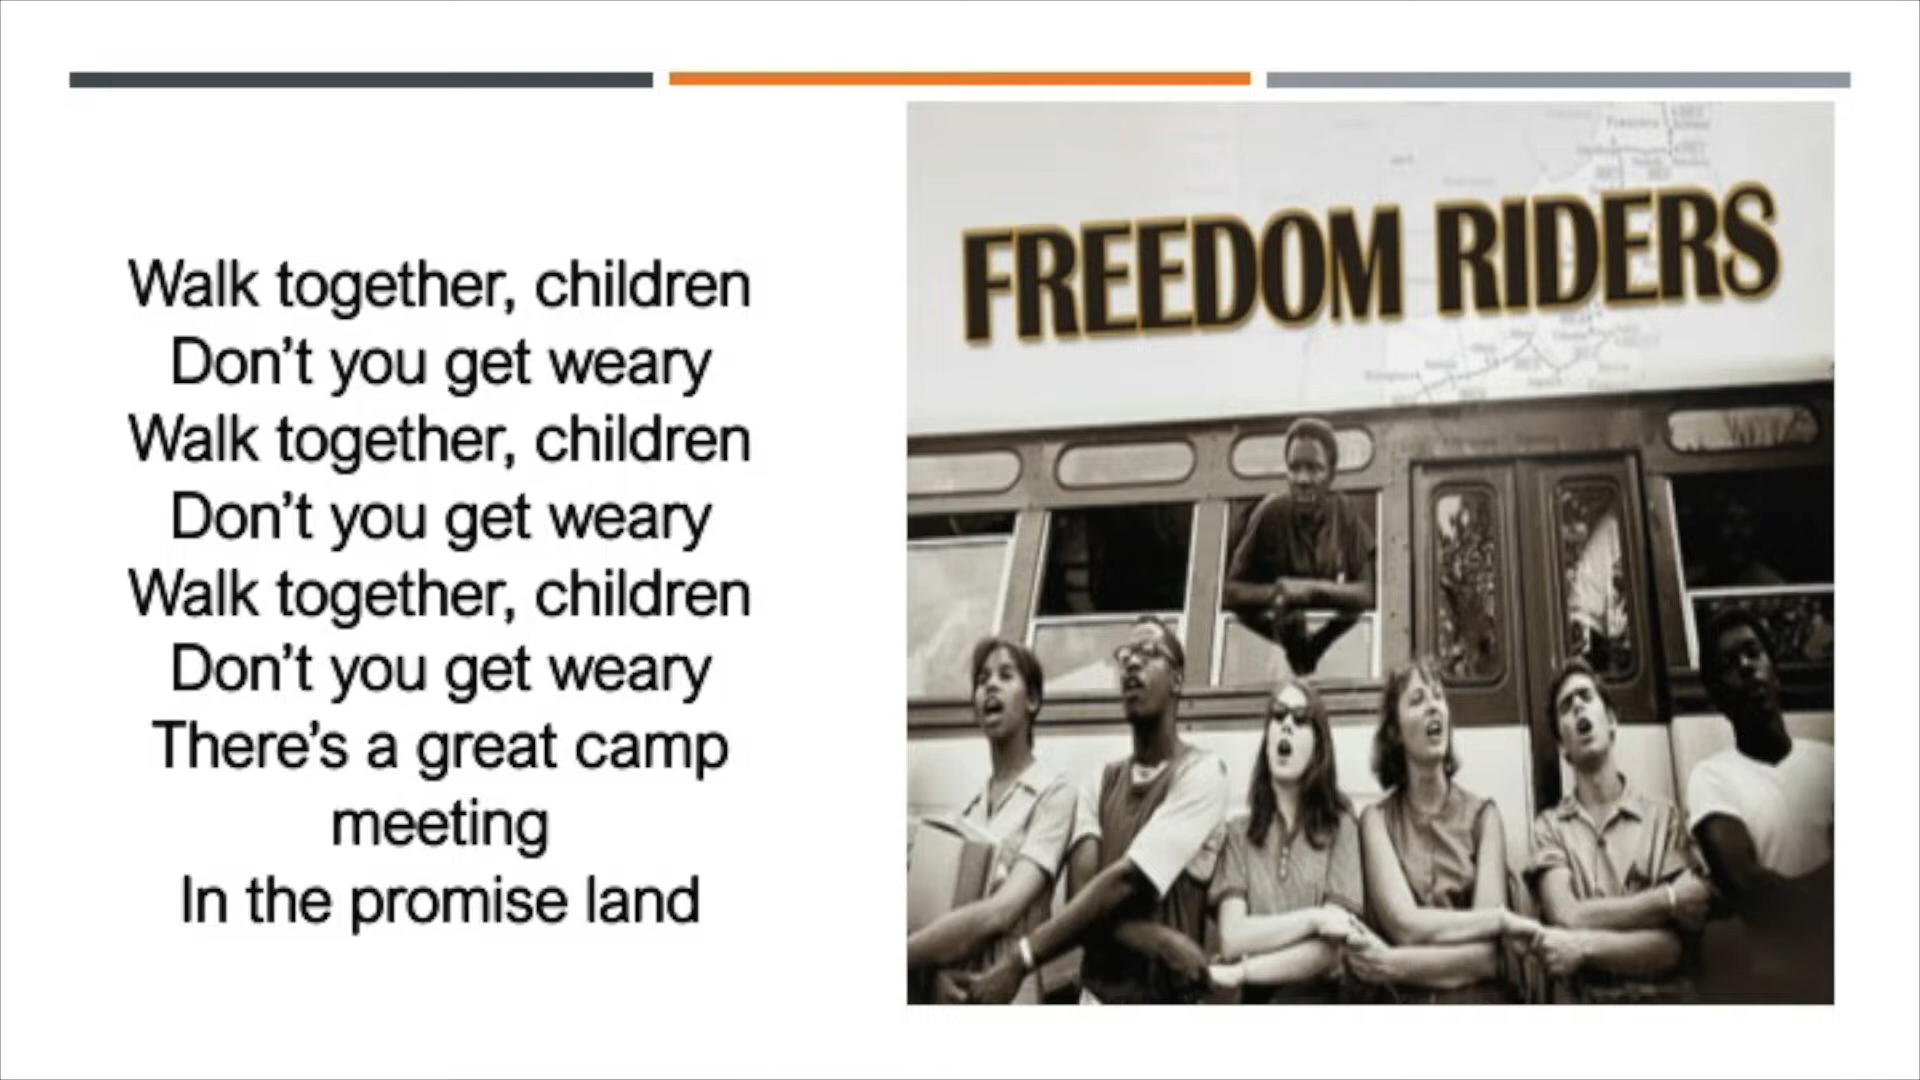 Walk together, children
Don’t you get weary
Walk together, children
Don’t you get weary
Walk together, children
Don’t you get weary
There’s a great camp
meeting
In the promise land
FREEDOM RIDERS